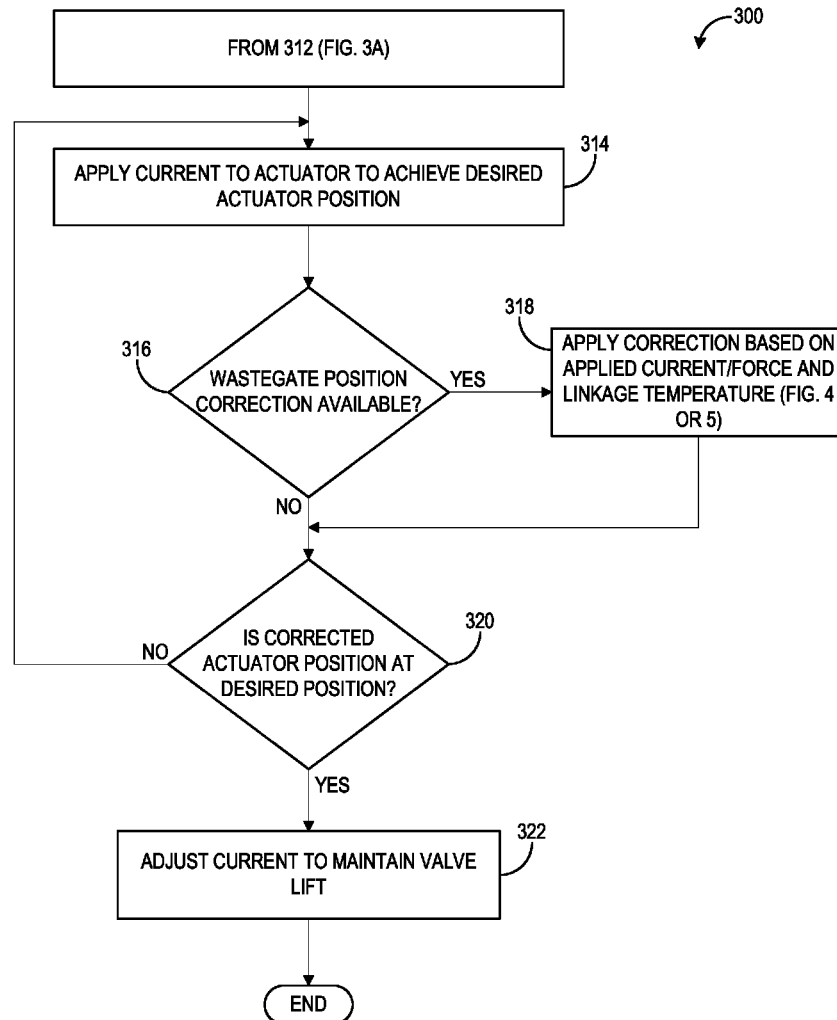 FROM 312 (FIG. 3A)
300
APPLY CURRENT TO ACTUATOR TO ACHIEVE DESIRED
ACTUATOR POSITION
314
316
WASTEGATE POSITION
CORRECTION AVAILABLE?
YES
318
APPLY CORRECTION BASED ON
APPLIED CURRENT/FORCE AND
LINKAGE TEMPERATURE (FIG. 4
OR 5)
NO
IS CORRECTED
ACTUATOR POSITION AT
DESIRED POSITION?
320
NO
YES
ADJUST CURRENT TO MAINTAIN VALVE
LIFT
322
END